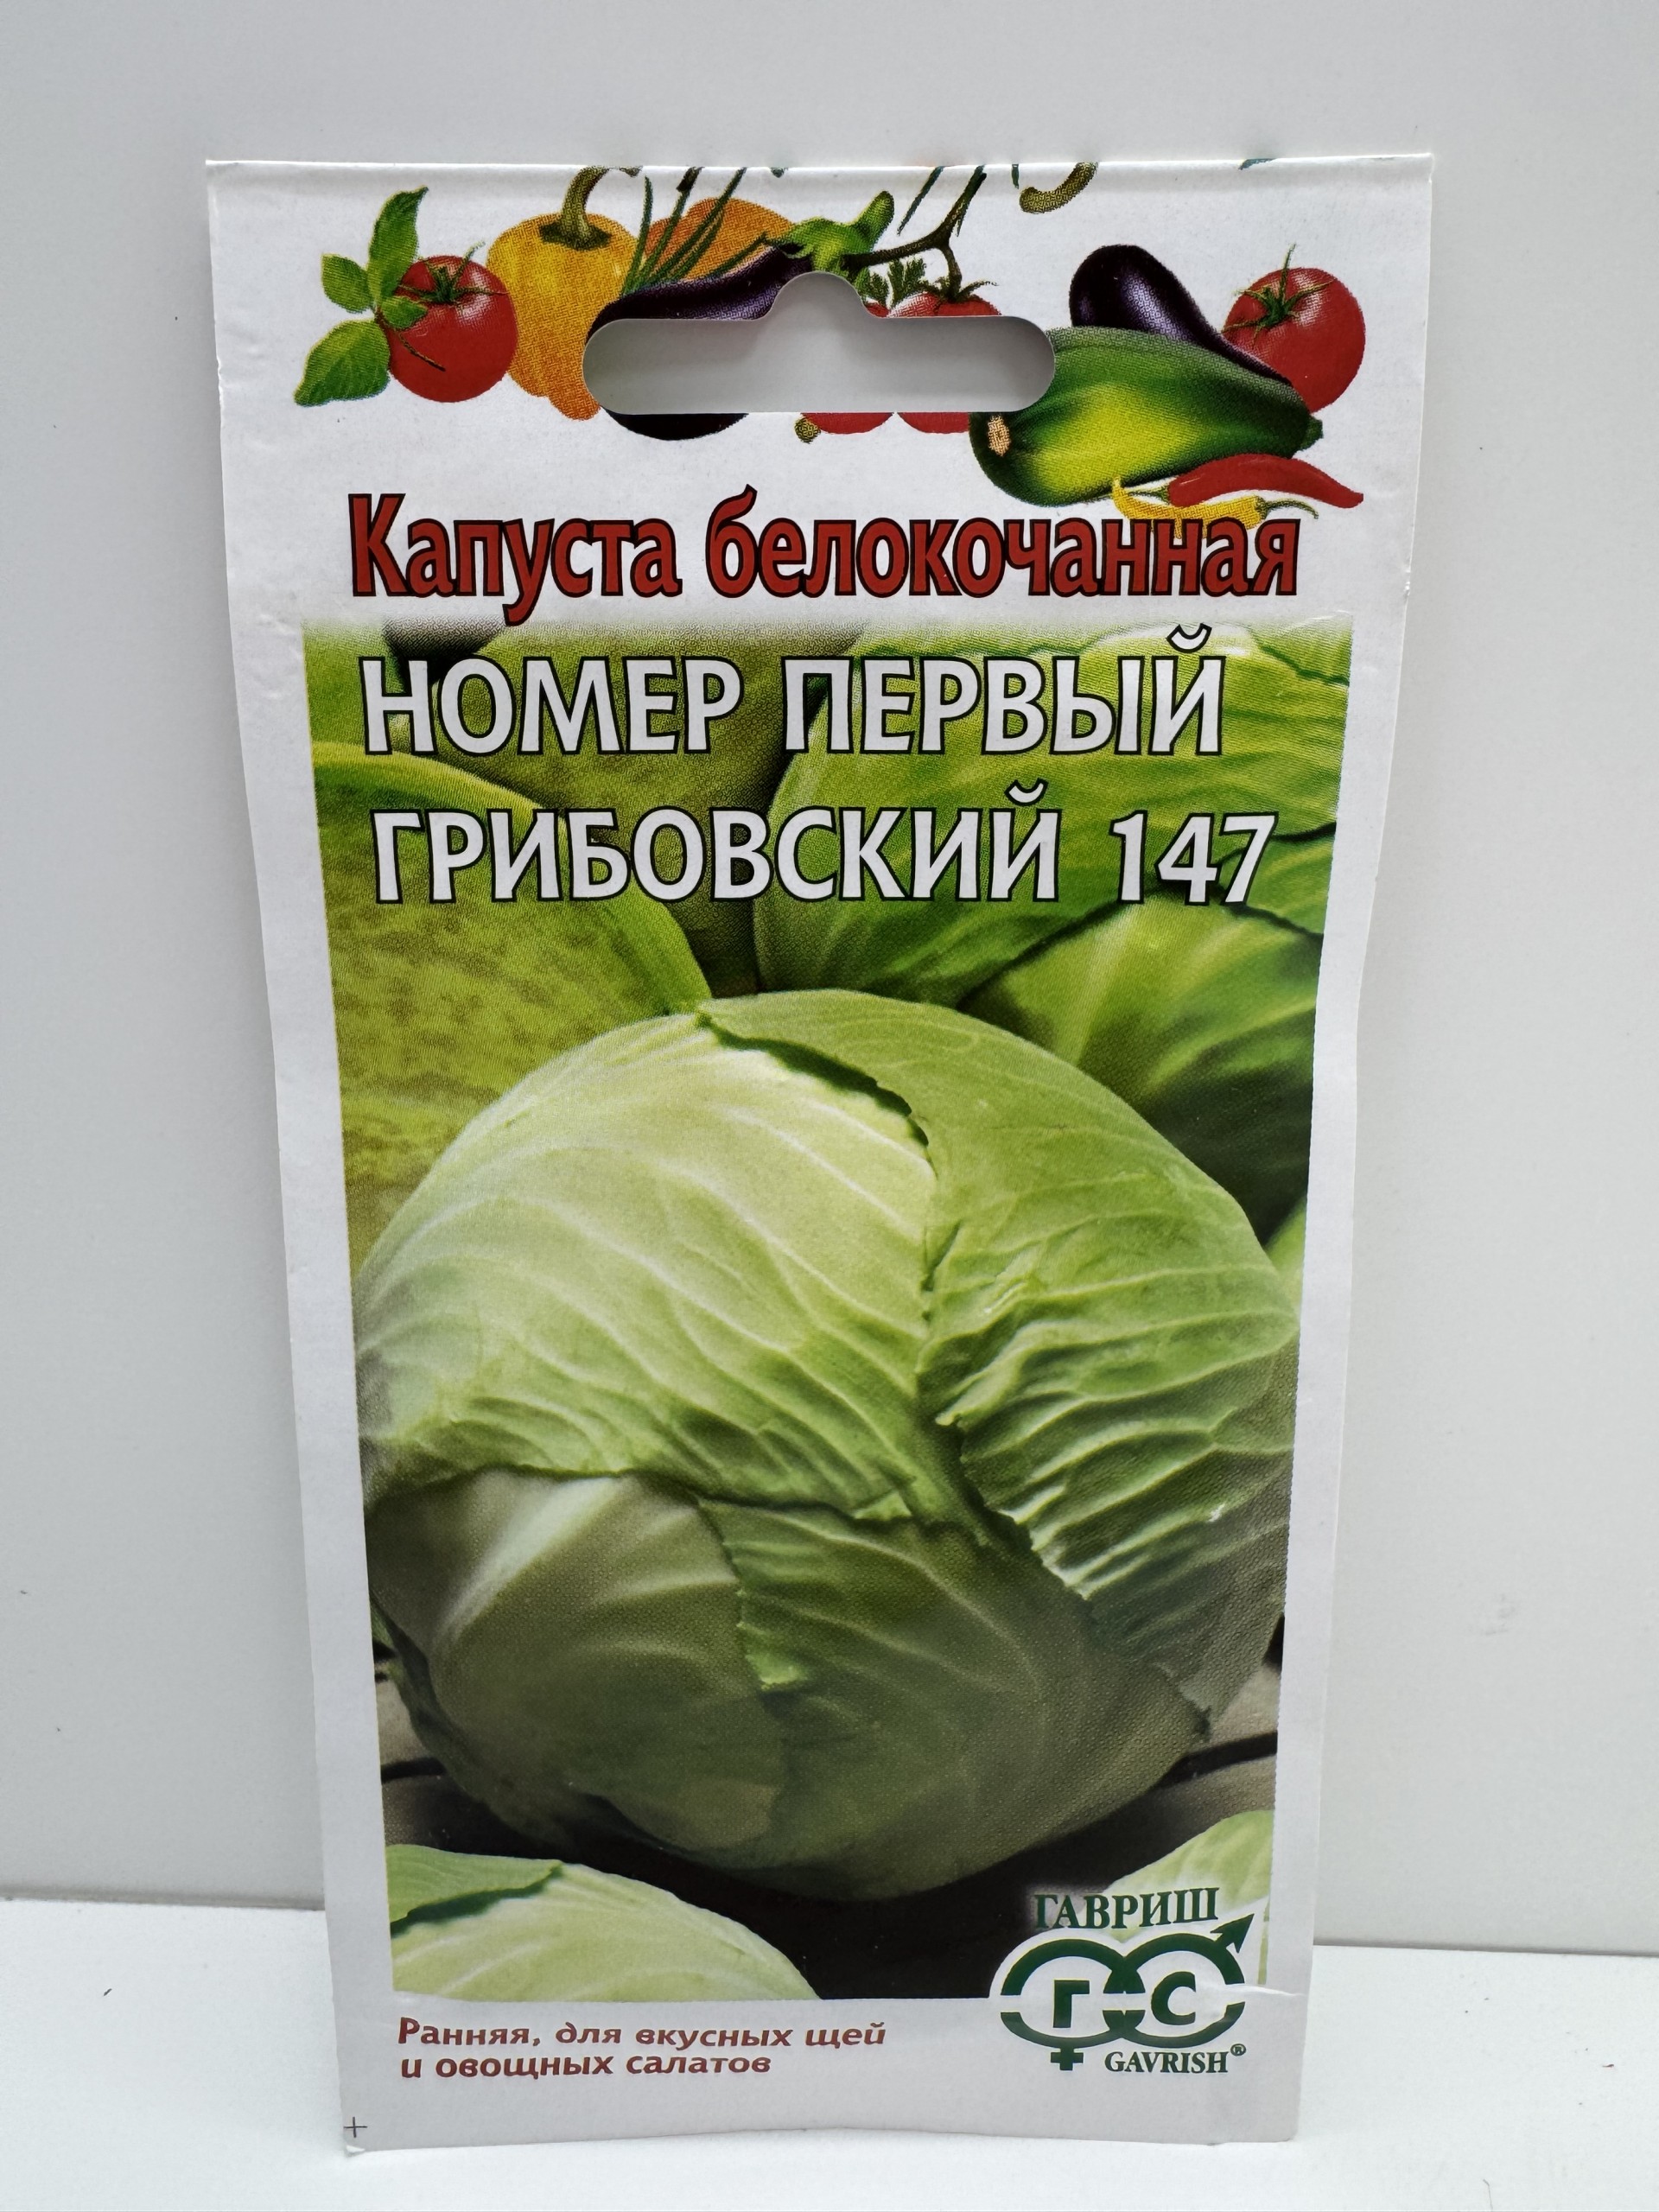 Капуста белокочанная
НОМЕР ПЕРВЫЙ
ГРИБОВСКИЙ 147
ГАВРИШ
ГС
GAVRISH®
Ранняя, для вкусных щей
и овощных салатов